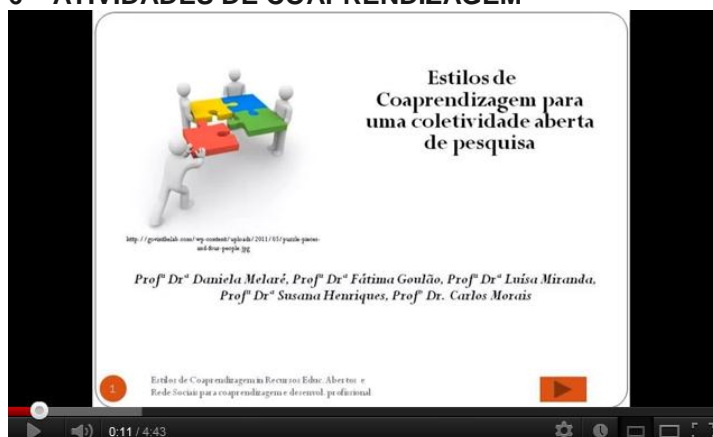 ATIVIDADES DE COAPRENDIZAGEM
Estilos de
Coaprendizagem para
uma coletividade aberta
de pesquisa
Profª Drª Daniela Melaré, Profª Drª Fátima Goulão, Profª Drª Luísa Miranda,
Profª Drª Susana Henriques, Profº Dr. Carlos Morais
1
Estilos de Coaprendizagem in Recursos Educ. Abertos e
Rede Sociais para coaprendizagem e desenvol. profissional
0:11 / 4:43